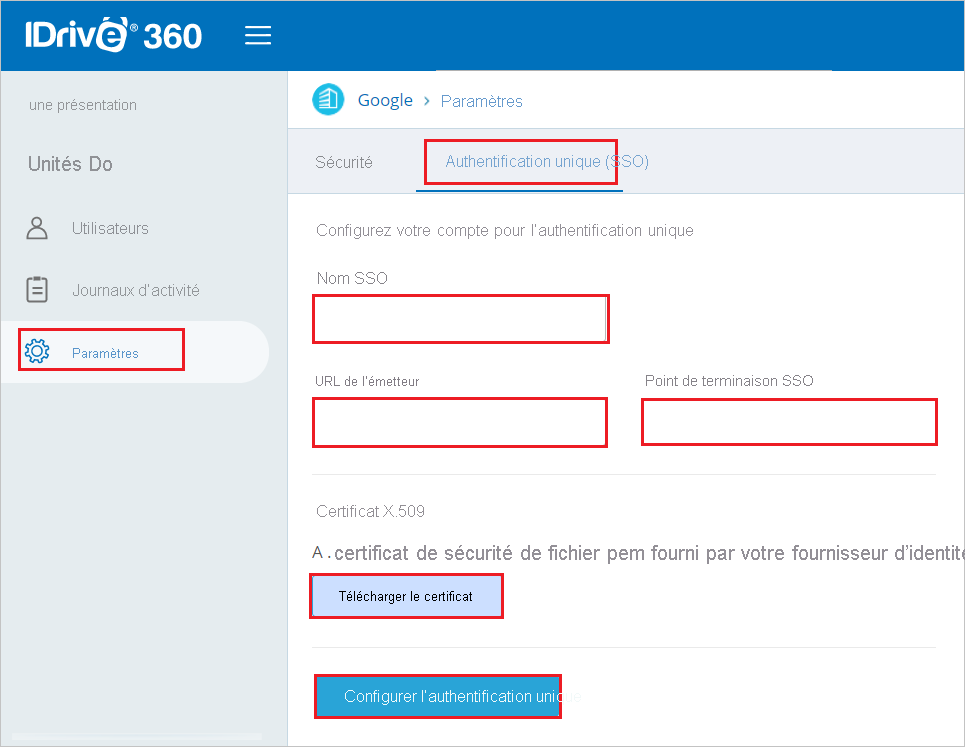 IDrive® 360
une présentation
Unités Do
Utilisateurs
Journaux d'activité
Paramètres
Google > Paramètres
Sécurité
Authentification unique (SSO)
Configurez votre compte pour l'authentification unique
Nom SSO
URL de l'émetteur
Point de terminaison SSO
Certificat X.509
A .certificat de sécurité de fichier pem fourni par votre fournisseur d'identité
Télécharger le certificat
Configurer l'authentification unique